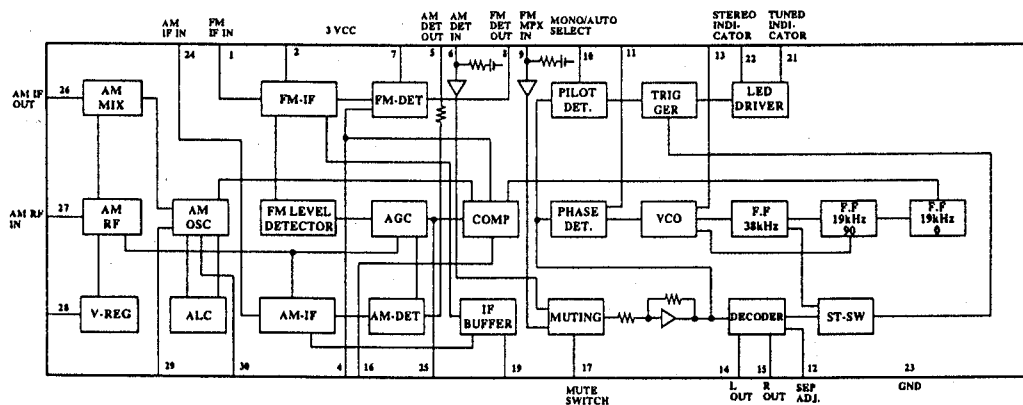 AM IF IN
24
FM IF IN
1
2
3 VCC
7
AM DET OUT
5
AM DET IN
6
FM DET OUT
8
FM MPX IN
9
MONO/AUTO SELECT
10
11
13
STEREO INDI-CATOR
22
TUNED INDI-CATOR
21
AM IF OUT
26
AM MIX
FM-IF
FM-DET
PILOT DET.
TRIG GER
LED DRIVER
AM RF IN
27
AM RF
AM OSC
FM LEVEL DETECTOR
AGC
COMP
PHASE DET.
VCO
F.F 38kHz
F.F 19kHz 90
F.F 19kHz 0
28
V-REG
ALC
AM-IF
AM-DET
IF BUFFER
MUTING
DECODER
ST-SW
29
30
4
16
25
19
17
MUTE SWITCH
14
L OUT
15
R OUT
12
SEP ADJ.
23
GND